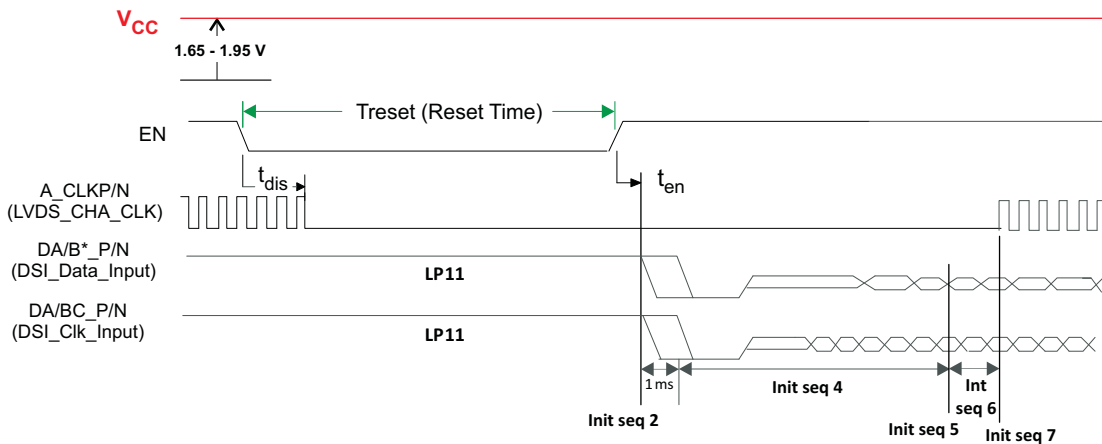 VCC
1.65 - 1.95 V
Treset (Reset Time)
EN
tdis
ten
A_CLKP/N
(LVDS_CHA_CLK)
DA/B*_P/N
(DSI_Data_Input)
LP11
DA/BC_P/N
(DSI_Clk_Input)
LP11
1 ms
Init seq 4
Int
seq 6
Init seq 2
Init seq 5
Init seq 7